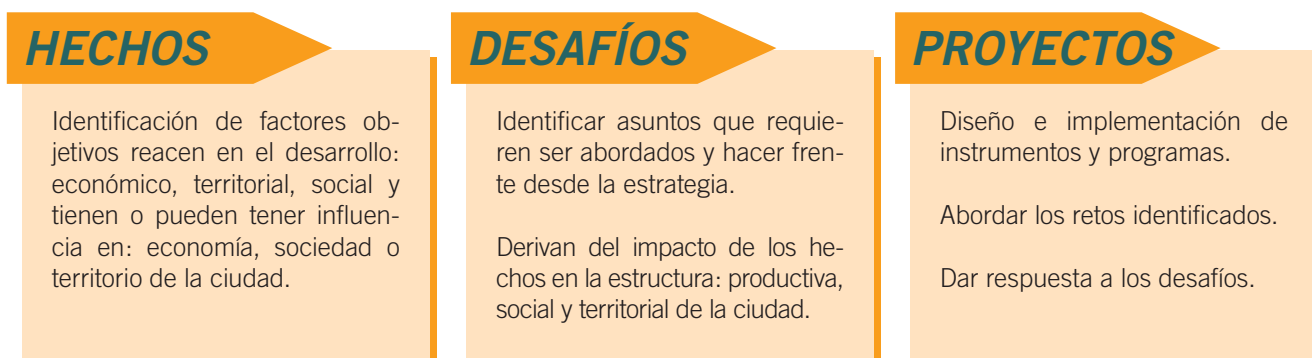 HECHOS
Identificación de factores ob-
jetivos reacen en el desarrollo:
económico, territorial, social y
tienen o pueden tener influen-
cia en: economía, sociedad o
territorio de la ciudad.
DESAFÍOS
Identificar asuntos que requie-
ren ser abordados y hacer fren-
te desde la estrategia.
Derivan del impacto de los he-
chos en la estructura: productiva,
social y territorial de la ciudad.
PROYECTOS
Diseño e implementación de
instrumentos y programas.
Abordar los retos identificados.
Dar respuesta a los desafíos.